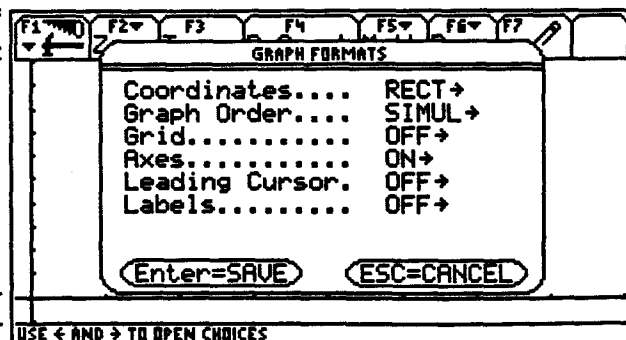 F1 F2 F3 F4 F5 F6 F7
GRAPH FORMATS
Coordinates.... RECT→
Graph Order.... SIMUL→
Grid........... OFF→
Axes........... ON→
Leading Cursor. OFF→
Labels......... OFF→
Enter=SAVE ESC=CANCEL
USE ← AND → TO OPEN CHOICES